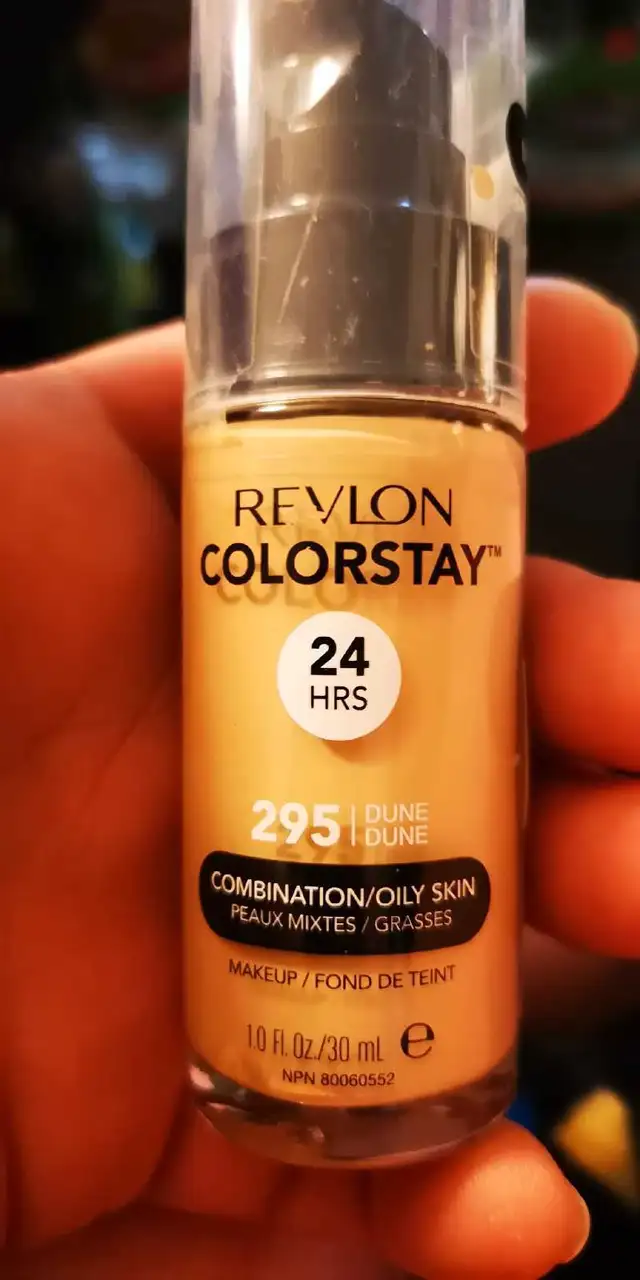 REVLON
COLORSTAY™
24
HRS
295 | DUNE
DUNE
COMBINATION/OILY SKIN
PEAUX MIXTES / GRASSES
MAKEUP / FOND DE TEINT
1.0 Fl. Oz./30 mL ℮
NPN 80060552